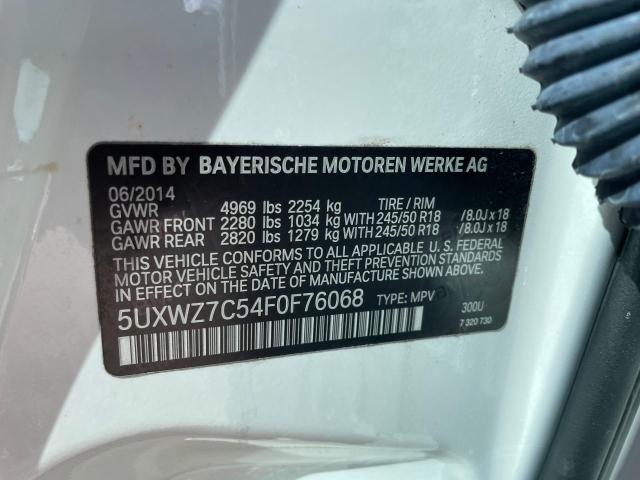 MFD BY BAYERISCHE MOTOREN WERKE AG
06/2014
GVWR 4969 lbs 2254 kg TIRE / RIM
GAWR FRONT 2280 lbs 1034 kg WITH 245/50 R18 /8.0J x 18
GAWR REAR 2820 lbs 1279 kg WITH 245/50 R18 /8.0J x 18
THIS VEHICLE CONFORMS TO ALL APPLICABLE U. S. FEDERAL
MOTOR VEHICLE SAFETY, BUMPER, AND THEFT PREVENTION
STANDARDS IN EFFECT ON THE DATE OF MANUFACTURE SHOWN ABOVE.
5UXWZ7C54F0F76068 TYPE: MPV 300U
7 320 730